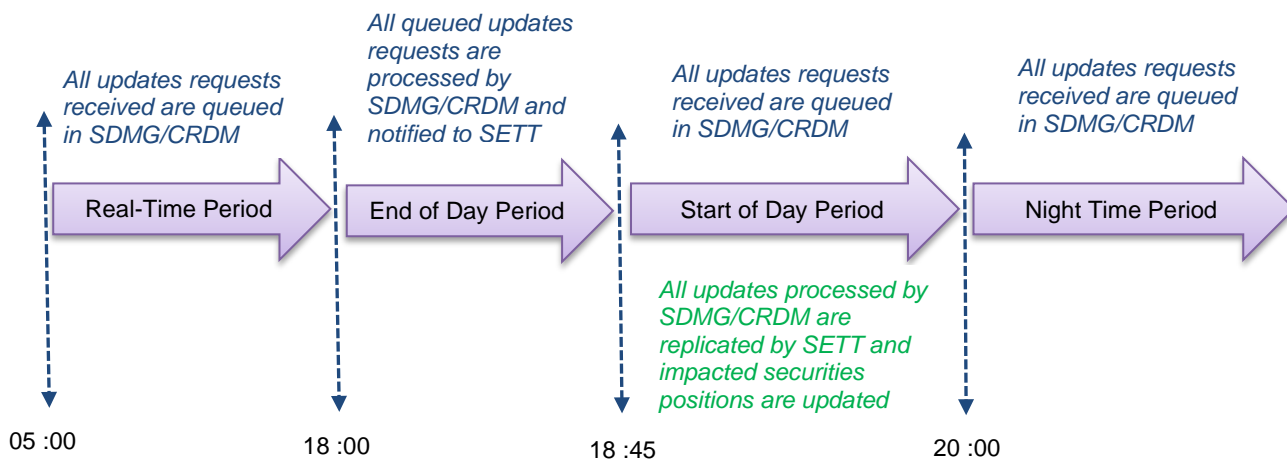 All updates requests
received are queued
in SDMG/CRDM
All queued updates
requests are
processed by
SDMG/CRDM and
notified to SETT
All updates requests
received are queued
in SDMG/CRDM
All updates requests
received are queued
in SDMG/CRDM
Real-Time Period
End of Day Period
Start of Day Period
Night Time Period
All updates processed by
SDMG/CRDM are
replicated by SETT and
impacted securities
positions are updated
05 :00
18 :00
18 :45
20 :00